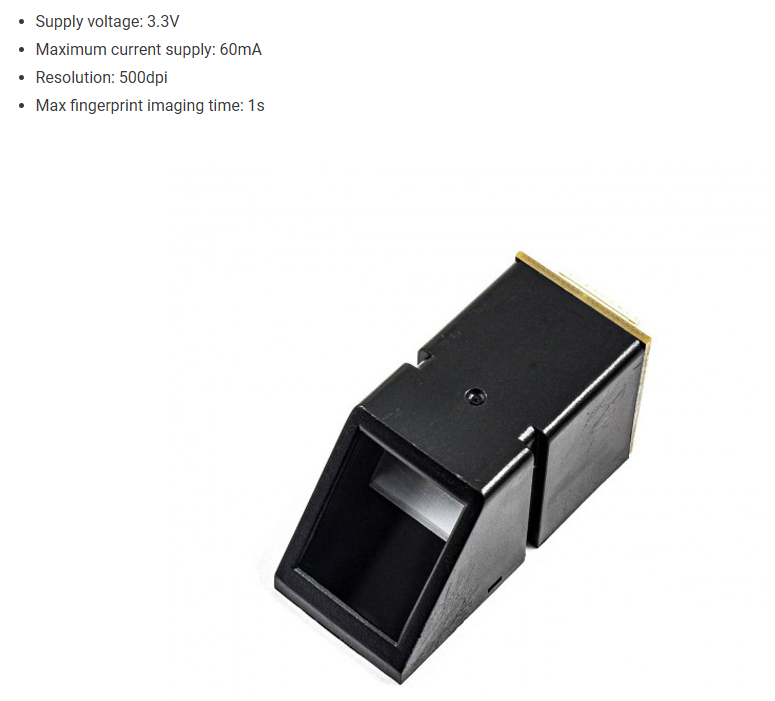 Supply voltage: 3.3V
Maximum current supply: 60mA
Resolution: 500dpi
Max fingerprint imaging time: 1s